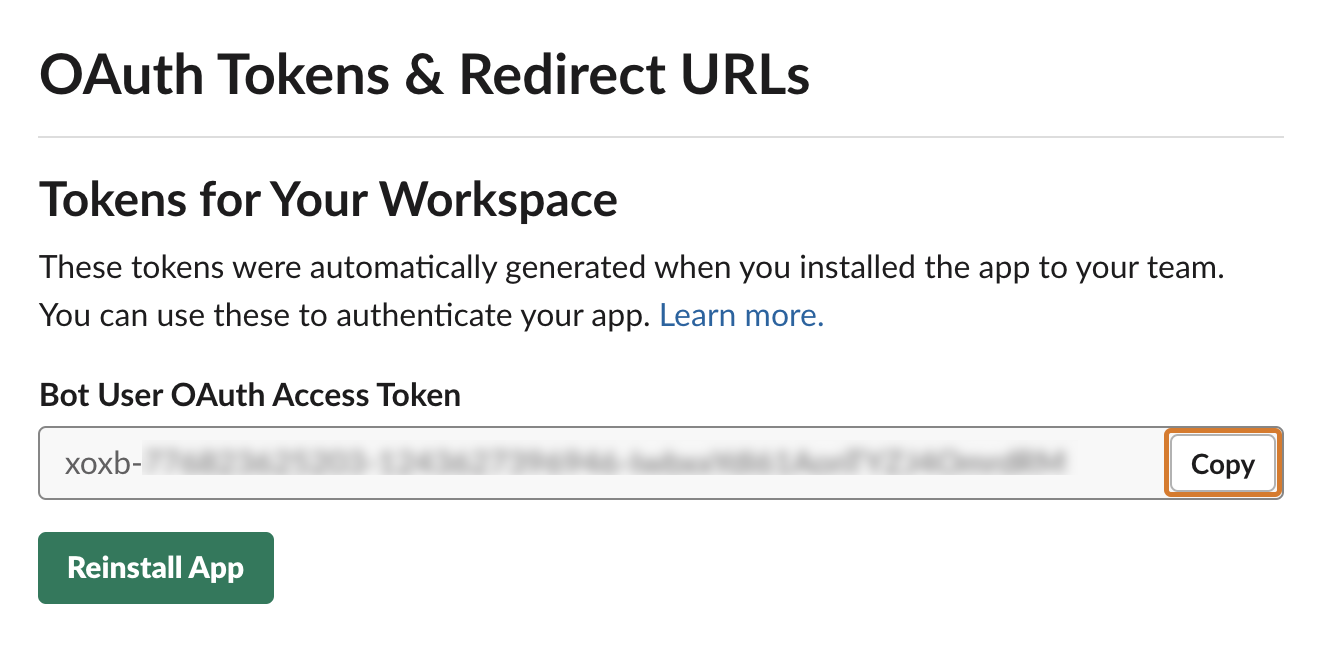 OAuth Tokens & Redirect URLs
Tokens for Your Workspace
These tokens were automatically generated when you installed the app to your team.
You can use these to authenticate your app. Learn more.
Bot User OAuth Access Token
xoxb-
Copy
Reinstall App